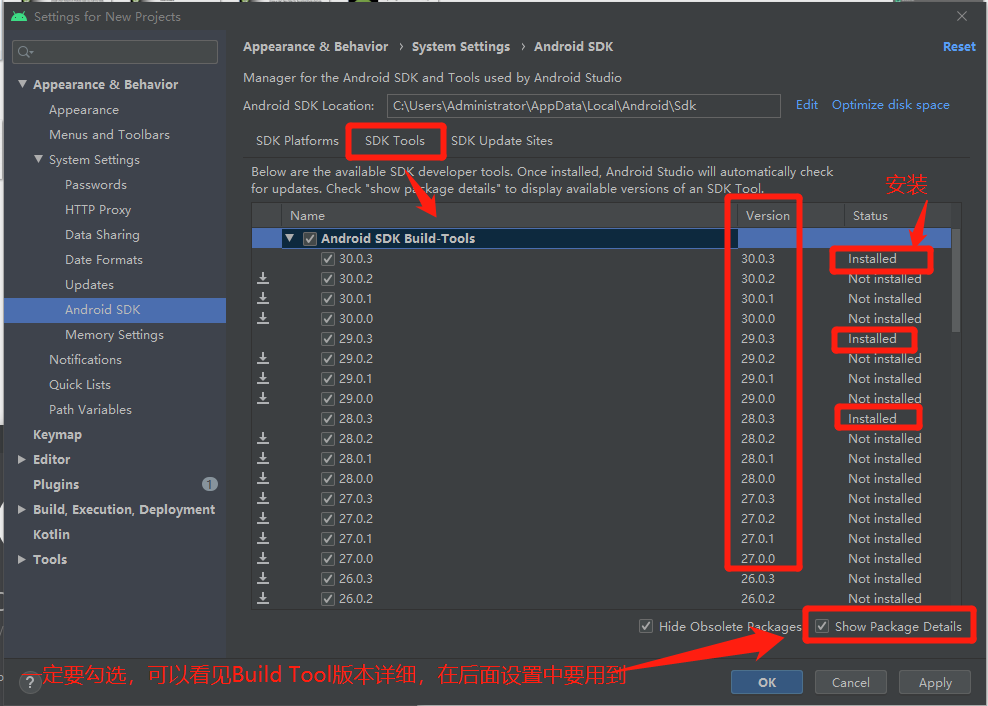 Settings for New Projects
Appearance & Behavior
Appearance
Menus and Toolbars
System Settings
Passwords
HTTP Proxy
Data Sharing
Date Formats
Updates
Android SDK
Memory Settings
Notifications
Quick Lists
Path Variables
Keymap
Editor
Plugins 1
Build, Execution, Deployment
Kotlin
Tools
Appearance & Behavior › System Settings › Android SDK Reset
Manager for the Android SDK and Tools used by Android Studio
Android SDK Location: C:\Users\Administrator\AppData\Local\Android\Sdk Edit Optimize disk space
SDK Platforms SDK Tools SDK Update Sites
Below are the available SDK developer tools. Once installed, Android Studio will automatically check
for updates. Check "show package details" to display available versions of an SDK Tool.
安装
Name Version Status
Android SDK Build-Tools
30.0.3 30.0.3 Installed
30.0.2 30.0.2 Not installed
30.0.1 30.0.1 Not installed
30.0.0 30.0.0 Not installed
29.0.3 29.0.3 Installed
29.0.2 29.0.2 Not installed
29.0.1 29.0.1 Not installed
29.0.0 29.0.0 Not installed
28.0.3 28.0.3 Installed
28.0.2 28.0.2 Not installed
28.0.1 28.0.1 Not installed
28.0.0 28.0.0 Not installed
27.0.3 27.0.3 Not installed
27.0.2 27.0.2 Not installed
27.0.1 27.0.1 Not installed
27.0.0 27.0.0 Not installed
26.0.3 26.0.3 Not installed
26.0.2 26.0.2 Not installed
Hide Obsolete Packages Show Package Details
一定要勾选，可以看见Build Tool版本详细，在后面设置中要用到
? OK Cancel Apply